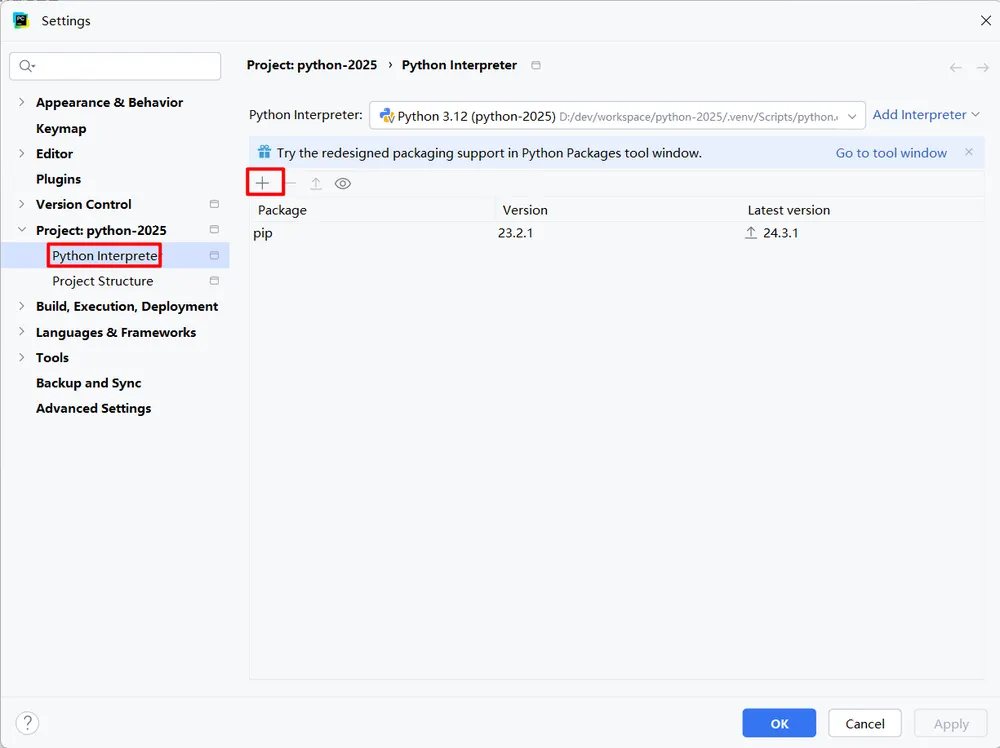 Settings
Project: python-2025 › Python Interpreter
Appearance & Behavior
Keymap
Editor
Plugins
Version Control
Project: python-2025
Python Interprete
Project Structure
Build, Execution, Deployment
Languages & Frameworks
Tools
Backup and Sync
Advanced Settings
Python Interpreter: Python 3.12 (python-2025) D:/dev/workspace/python-2025/.venv/Scripts/python. Add Interpreter
Try the redesigned packaging support in Python Packages tool window. Go to tool window
Package Version Latest version
pip 23.2.1 24.3.1
? OK Cancel Apply